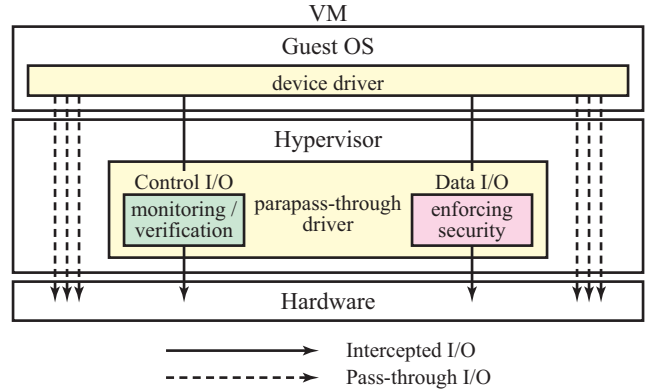 VM
Guest OS
device driver
Hypervisor
Control I/O
monitoring /
verification
parapass-through
driver
Data I/O
enforcing
security
Hardware
Intercepted I/O
Pass-through I/O